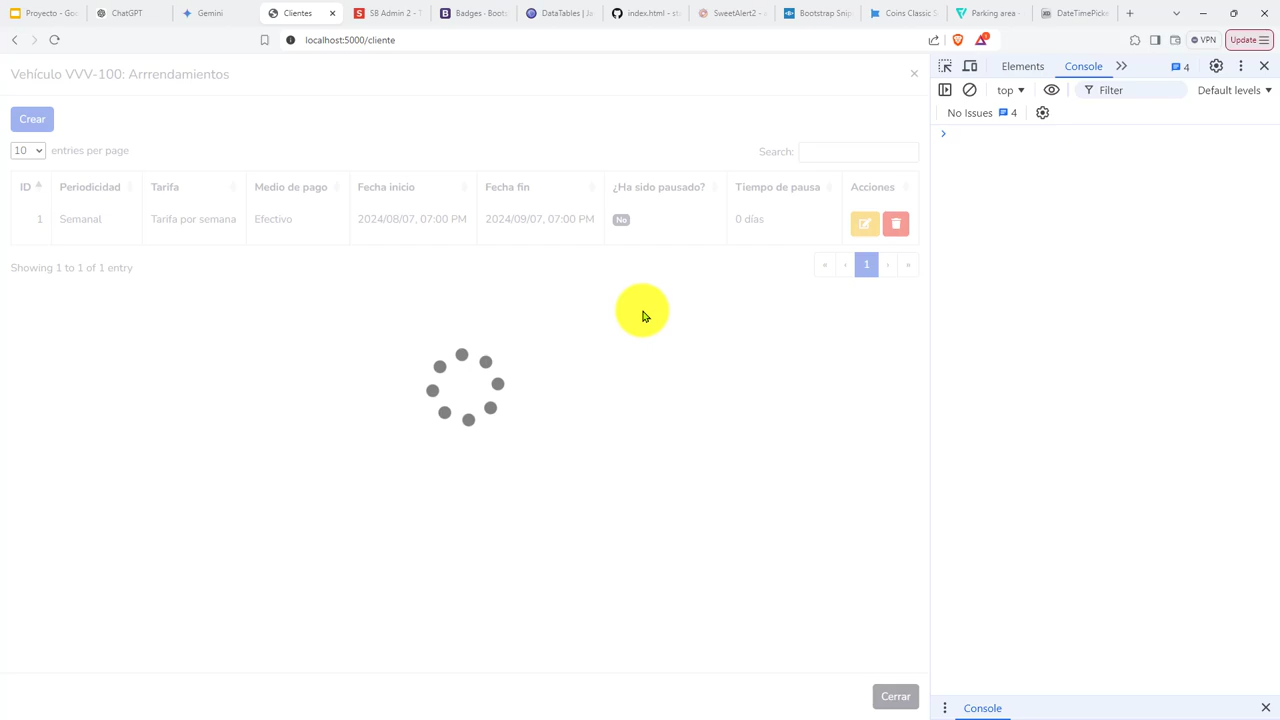 Proyecto - Goo
ChatGPT
Gemini
Clientes
SB Admin 2 - T
Badges - Boots
DataTables | Ja
index.html - sta
SweetAlert2 - a
Bootstrap Snip
Coins Classic S
Parking area -
DateTimePicke
localhost:5000/cliente
1
VPN
Update
Vehículo VVV-100: Arrrendamientos
Elements
Console
4
top
Filter
Default levels
No Issues
4
Crear
10 entries per page
Search:
ID Periodicidad Tarifa Medio de pago Fecha inicio Fecha fin ¿Ha sido pausado? Tiempo de pausa Acciones
1 Semanal Tarifa por semana Efectivo 2024/08/07, 07:00 PM 2024/09/07, 07:00 PM No 0 días
Showing 1 to 1 of 1 entry
« ‹ 1 › »
Cerrar
Console